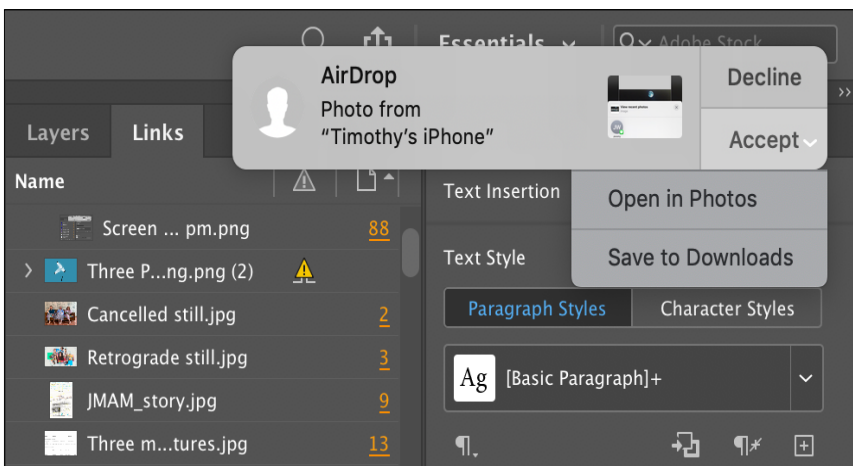 Essentials
Adobe Stock
AirDrop
Photo from
“Timothy’s iPhone”
Decline
Accept
Open in Photos
Save to Downloads
Layers
Links
Name
Screen ... pm.png
88
Three P...ng.png (2)
Cancelled still.jpg
2
Retrograde still.jpg
3
JMAM_story.jpg
9
Three m...tures.jpg
13
Text Insertion
Text Style
Paragraph Styles
Character Styles
Ag
[Basic Paragraph]+